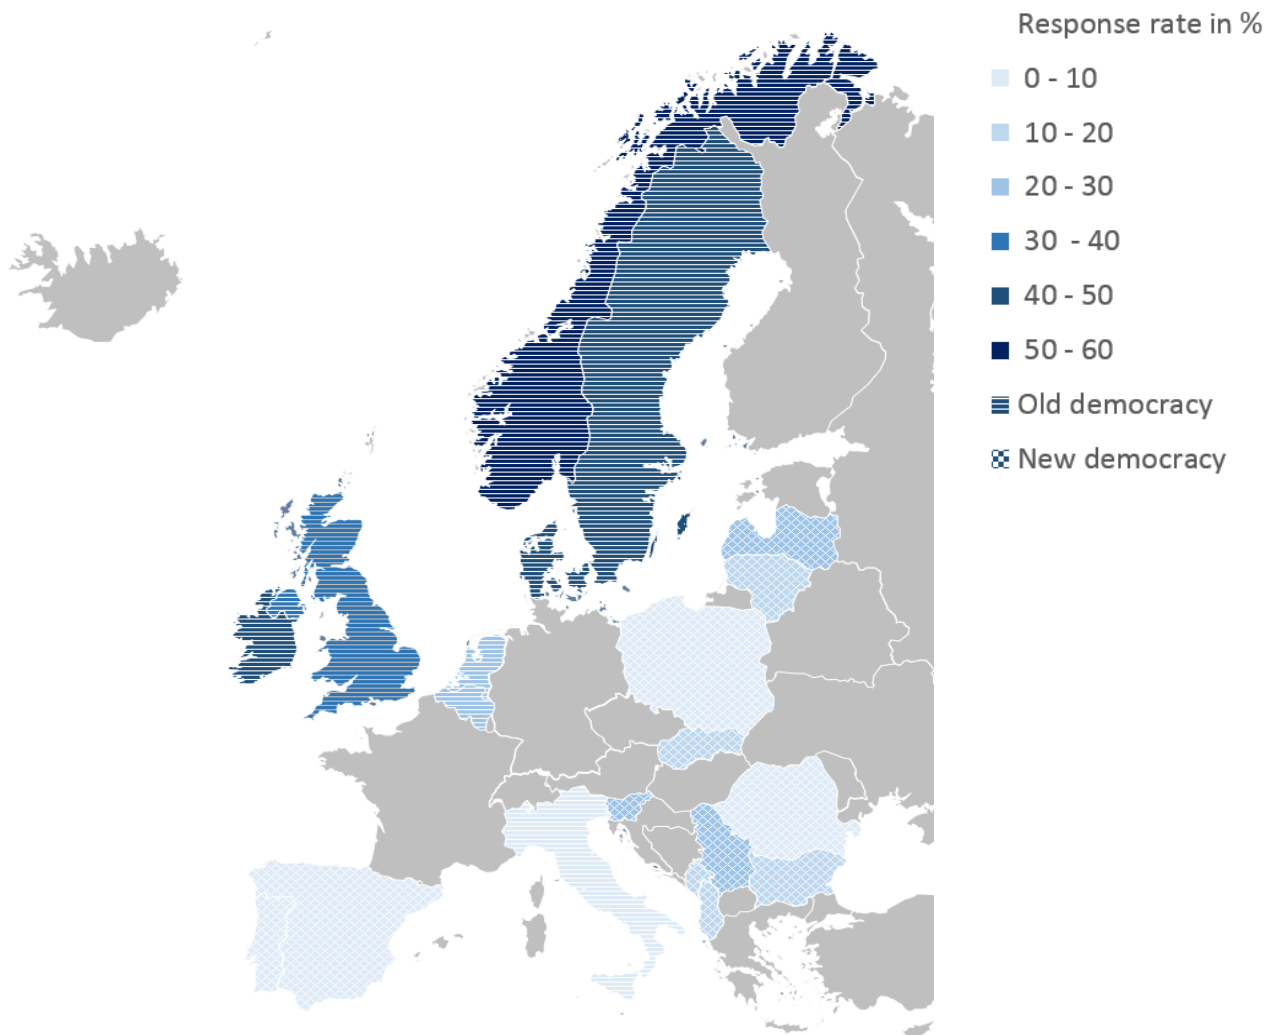 Response rate in %
0 - 10
10 - 20
20 - 30
30  - 40
40 - 50
50 - 60
Old democracy
New democracy